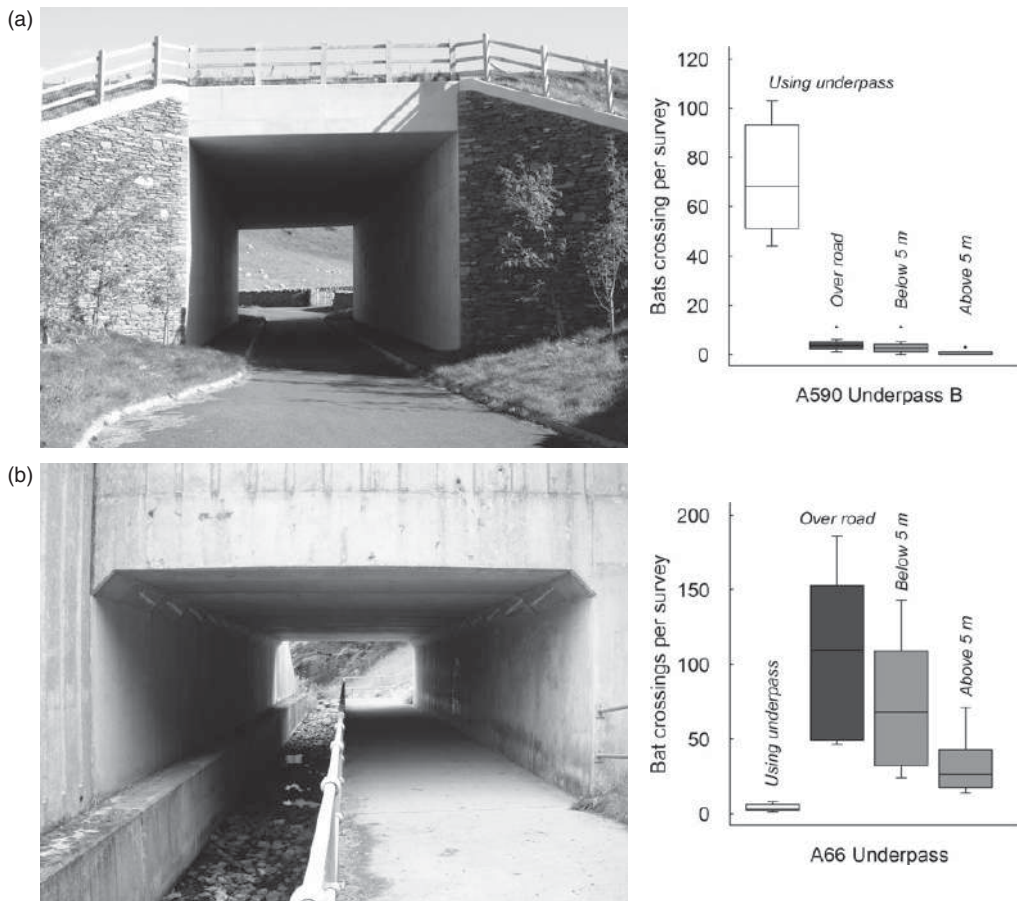 (a)
120
100
80
60
40
20
0
Bats crossing per survey
Using underpass
Over road
Below 5 m
Above 5 m
A590 Underpass B
(b)
200
150
100
50
0
Bat crossings per survey
Using underpass
Over road
Below 5 m
Above 5 m
A66 Underpass